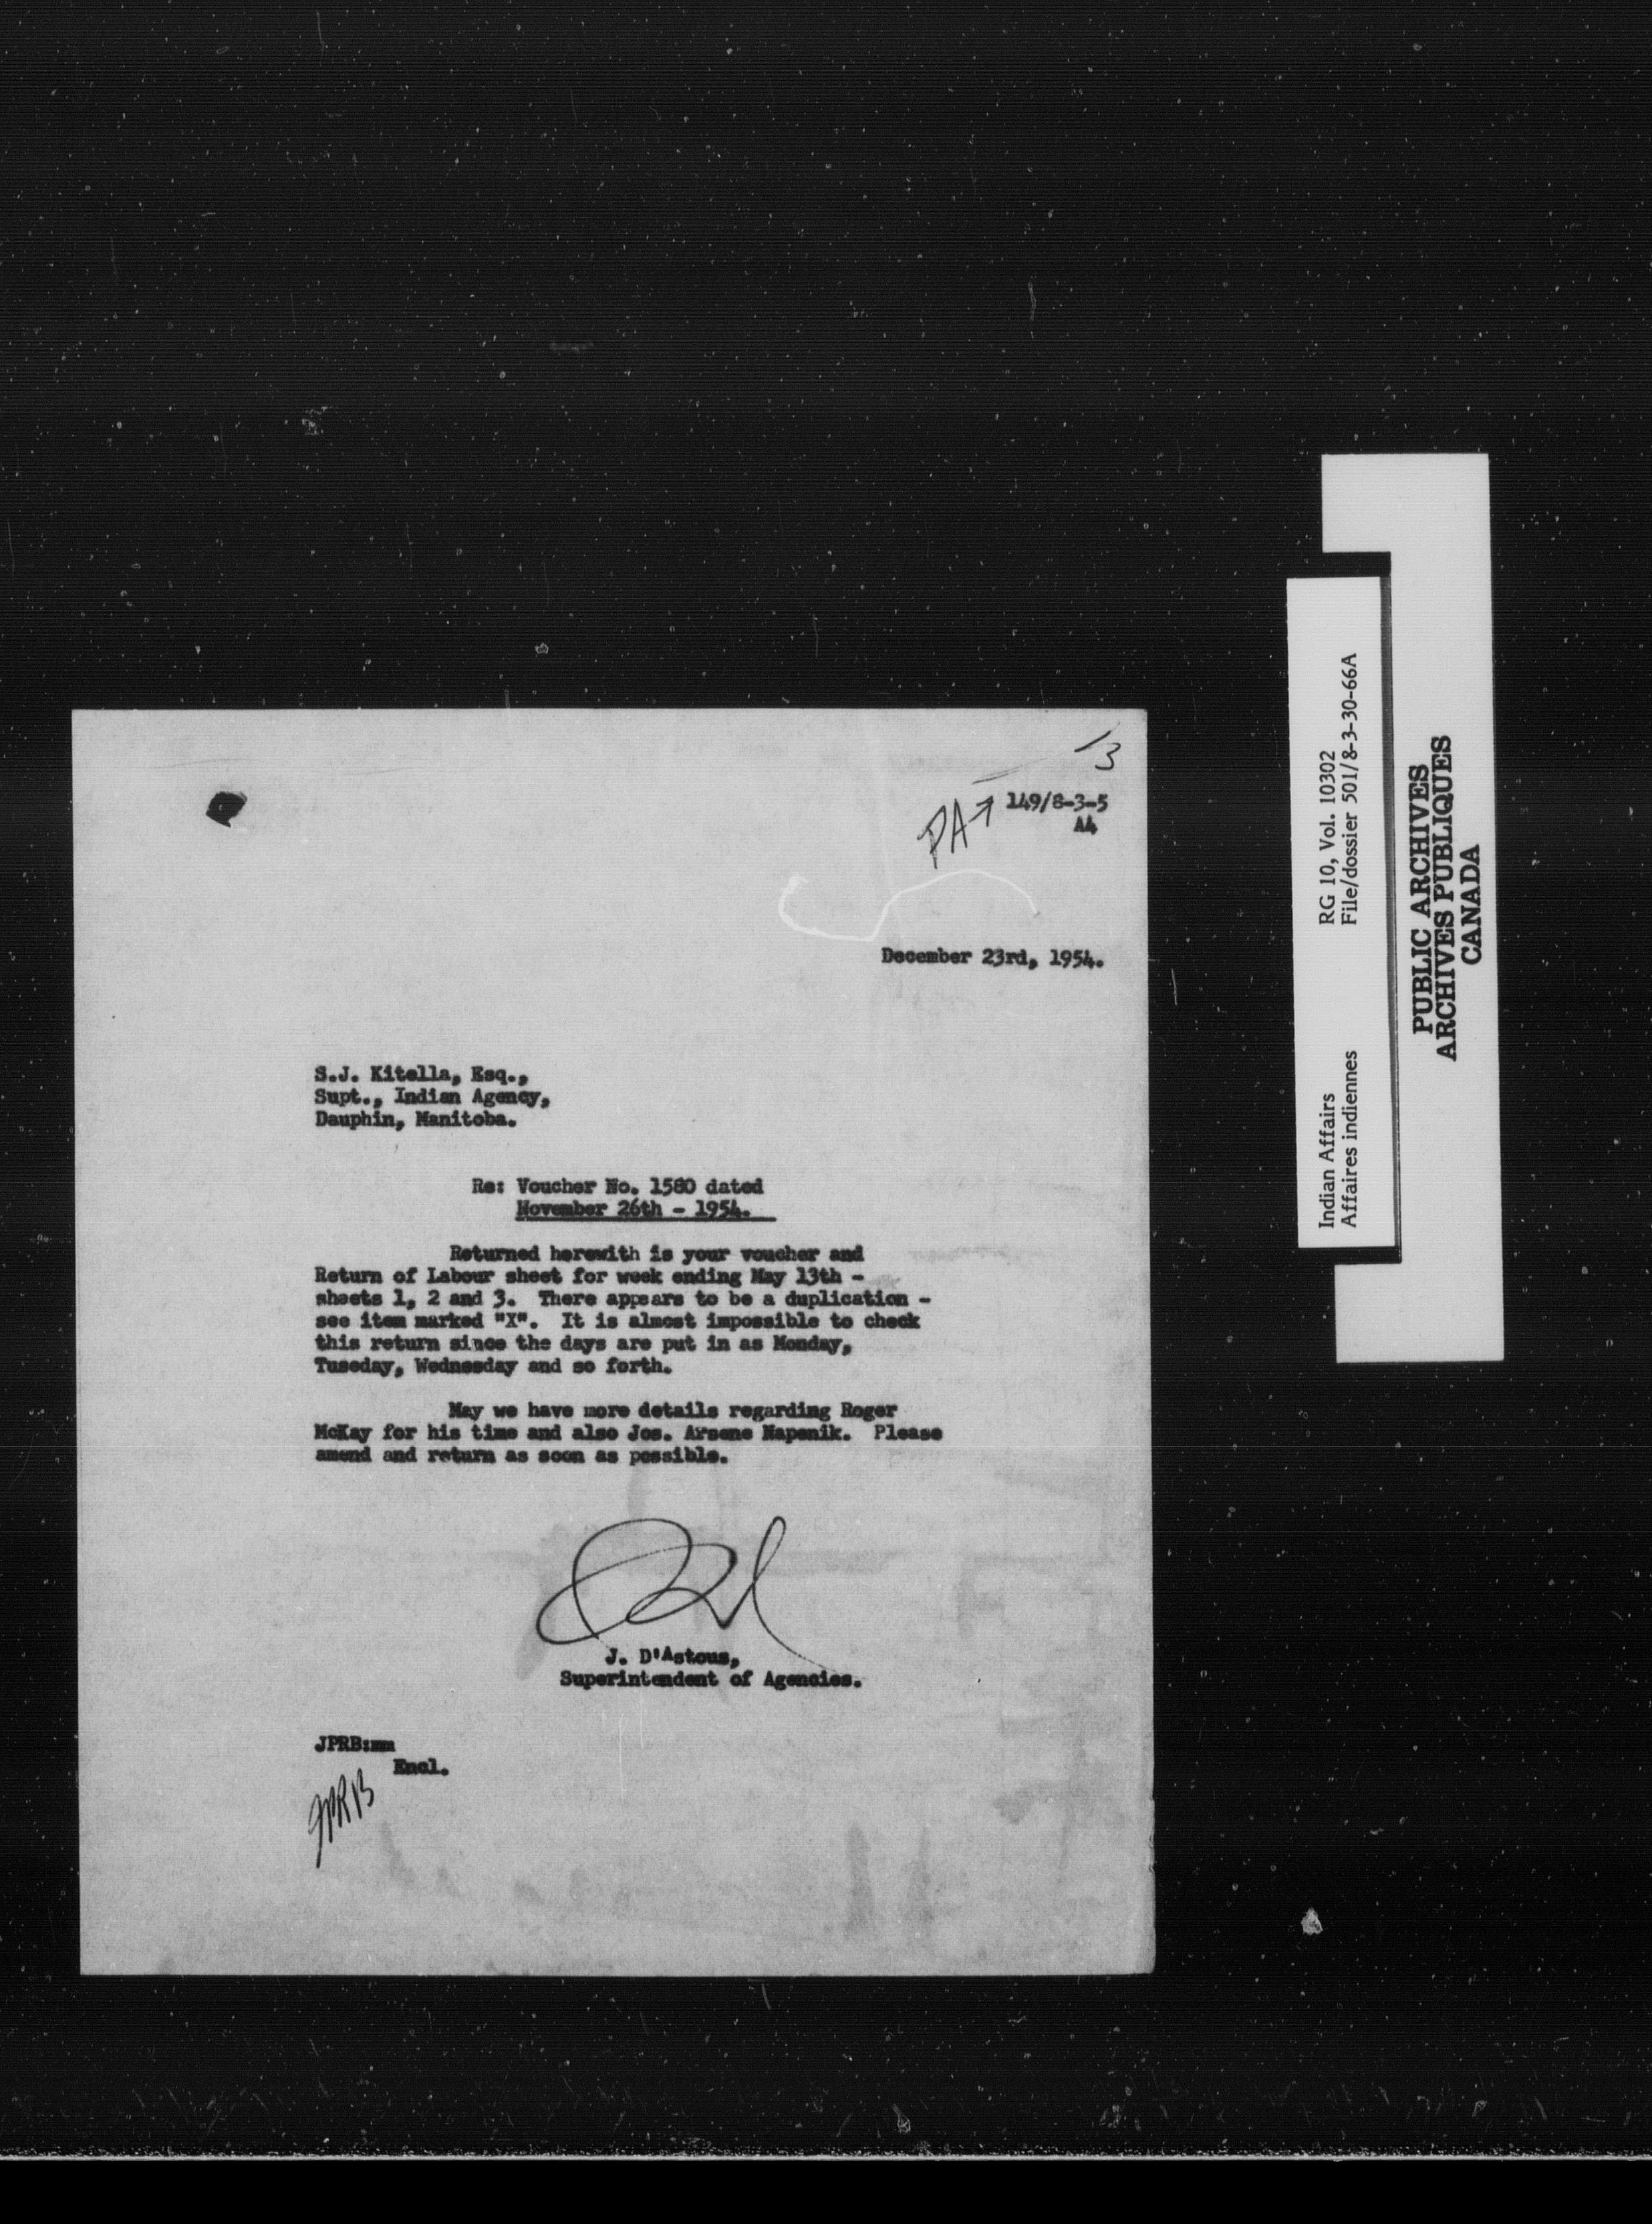 13
PA→ 149/8-3-5
A4
December 23rd, 1954.
S.J. Kitella, Esq.,
Supt., Indian Agency,
Dauphin, Manitoba.
Re: Voucher No. 1580 dated
November 26th - 1954.
Returned herewith is your voucher and
Return of Labour sheet for week ending May 13th -
sheets 1, 2 and 3. There appears to be a duplication -
see item marked "X". It is almost impossible to check
this return since the days are put in as Monday,
Tuseday, Wednesday and so forth.
May we have more details regarding Roger
McKay for his time and also Jos. Arsene Napenik. Please
amend and return as soon as possible.
J. D'Astous,
Superintendent of Agencies.
JPRB:mm
Encl.
JPRB
Indian Affairs RG 10, Vol. 10302
Affaires indiennes File/dossier 501/8-3-30-66A
PUBLIC ARCHIVES
ARCHIVES PUBLIQUES
CANADA